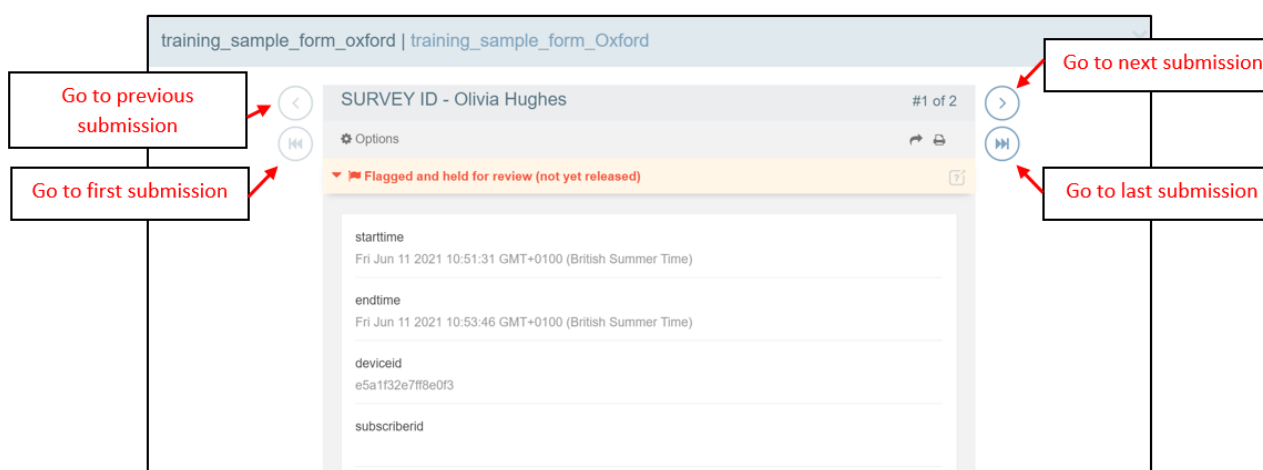 training_sample_form_oxford | training_sample_form_Oxford
Go to next submission
Go to previous
submission
SURVEY ID - Olivia Hughes
#1 of 2
Options
Go to first submission
Flagged and held for review (not yet released)
?
Go to last submission
starttime
Fri Jun 11 2021 10:51:31 GMT+0100 (British Summer Time)
endtime
Fri Jun 11 2021 10:53:46 GMT+0100 (British Summer Time)
deviceid
e5a1f32e7ff8e0f3
subscriberid